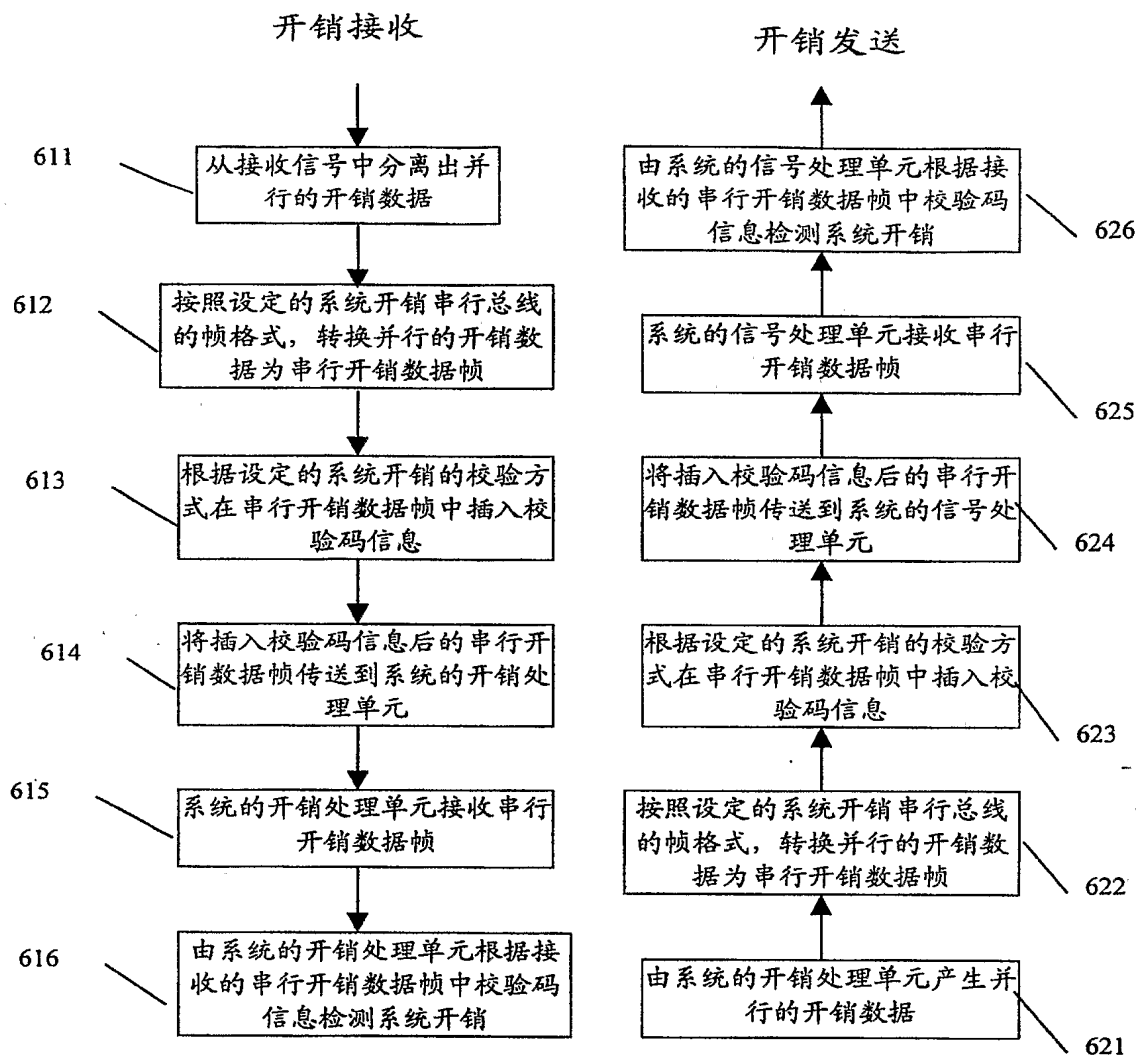 开销接收
611
从接收信号中分离出并
行的开销数据
612
按照设定的系统开销串行总线
的帧格式，转换并行的开销数
据为串行开销数据帧
613
根据设定的系统开销的校验方
式在串行开销数据帧中插入校
验码信息
614
将插入校验码信息后的串行开
销数据帧传送到系统的开销处
理单元
615
系统的开销处理单元接收串行
开销数据帧
616
由系统的开销处理单元根据接
收的串行开销数据帧中校验码
信息检测系统开销
开销发送
由系统的信号处理单元根据接
收的串行开销数据帧中校验码
信息检测系统开销
626
系统的信号处理单元接收串行
开销数据帧
625
将插入校验码信息后的串行开
销数据帧传送到系统的信号处
理单元
624
根据设定的系统开销的校验方
式在串行开销数据帧中插入校
验码信息
623
按照设定的系统开销串行总线
的帧格式，转换并行的开销数
据为串行开销数据帧
622
由系统的开销处理单元产生并
行的开销数据
621